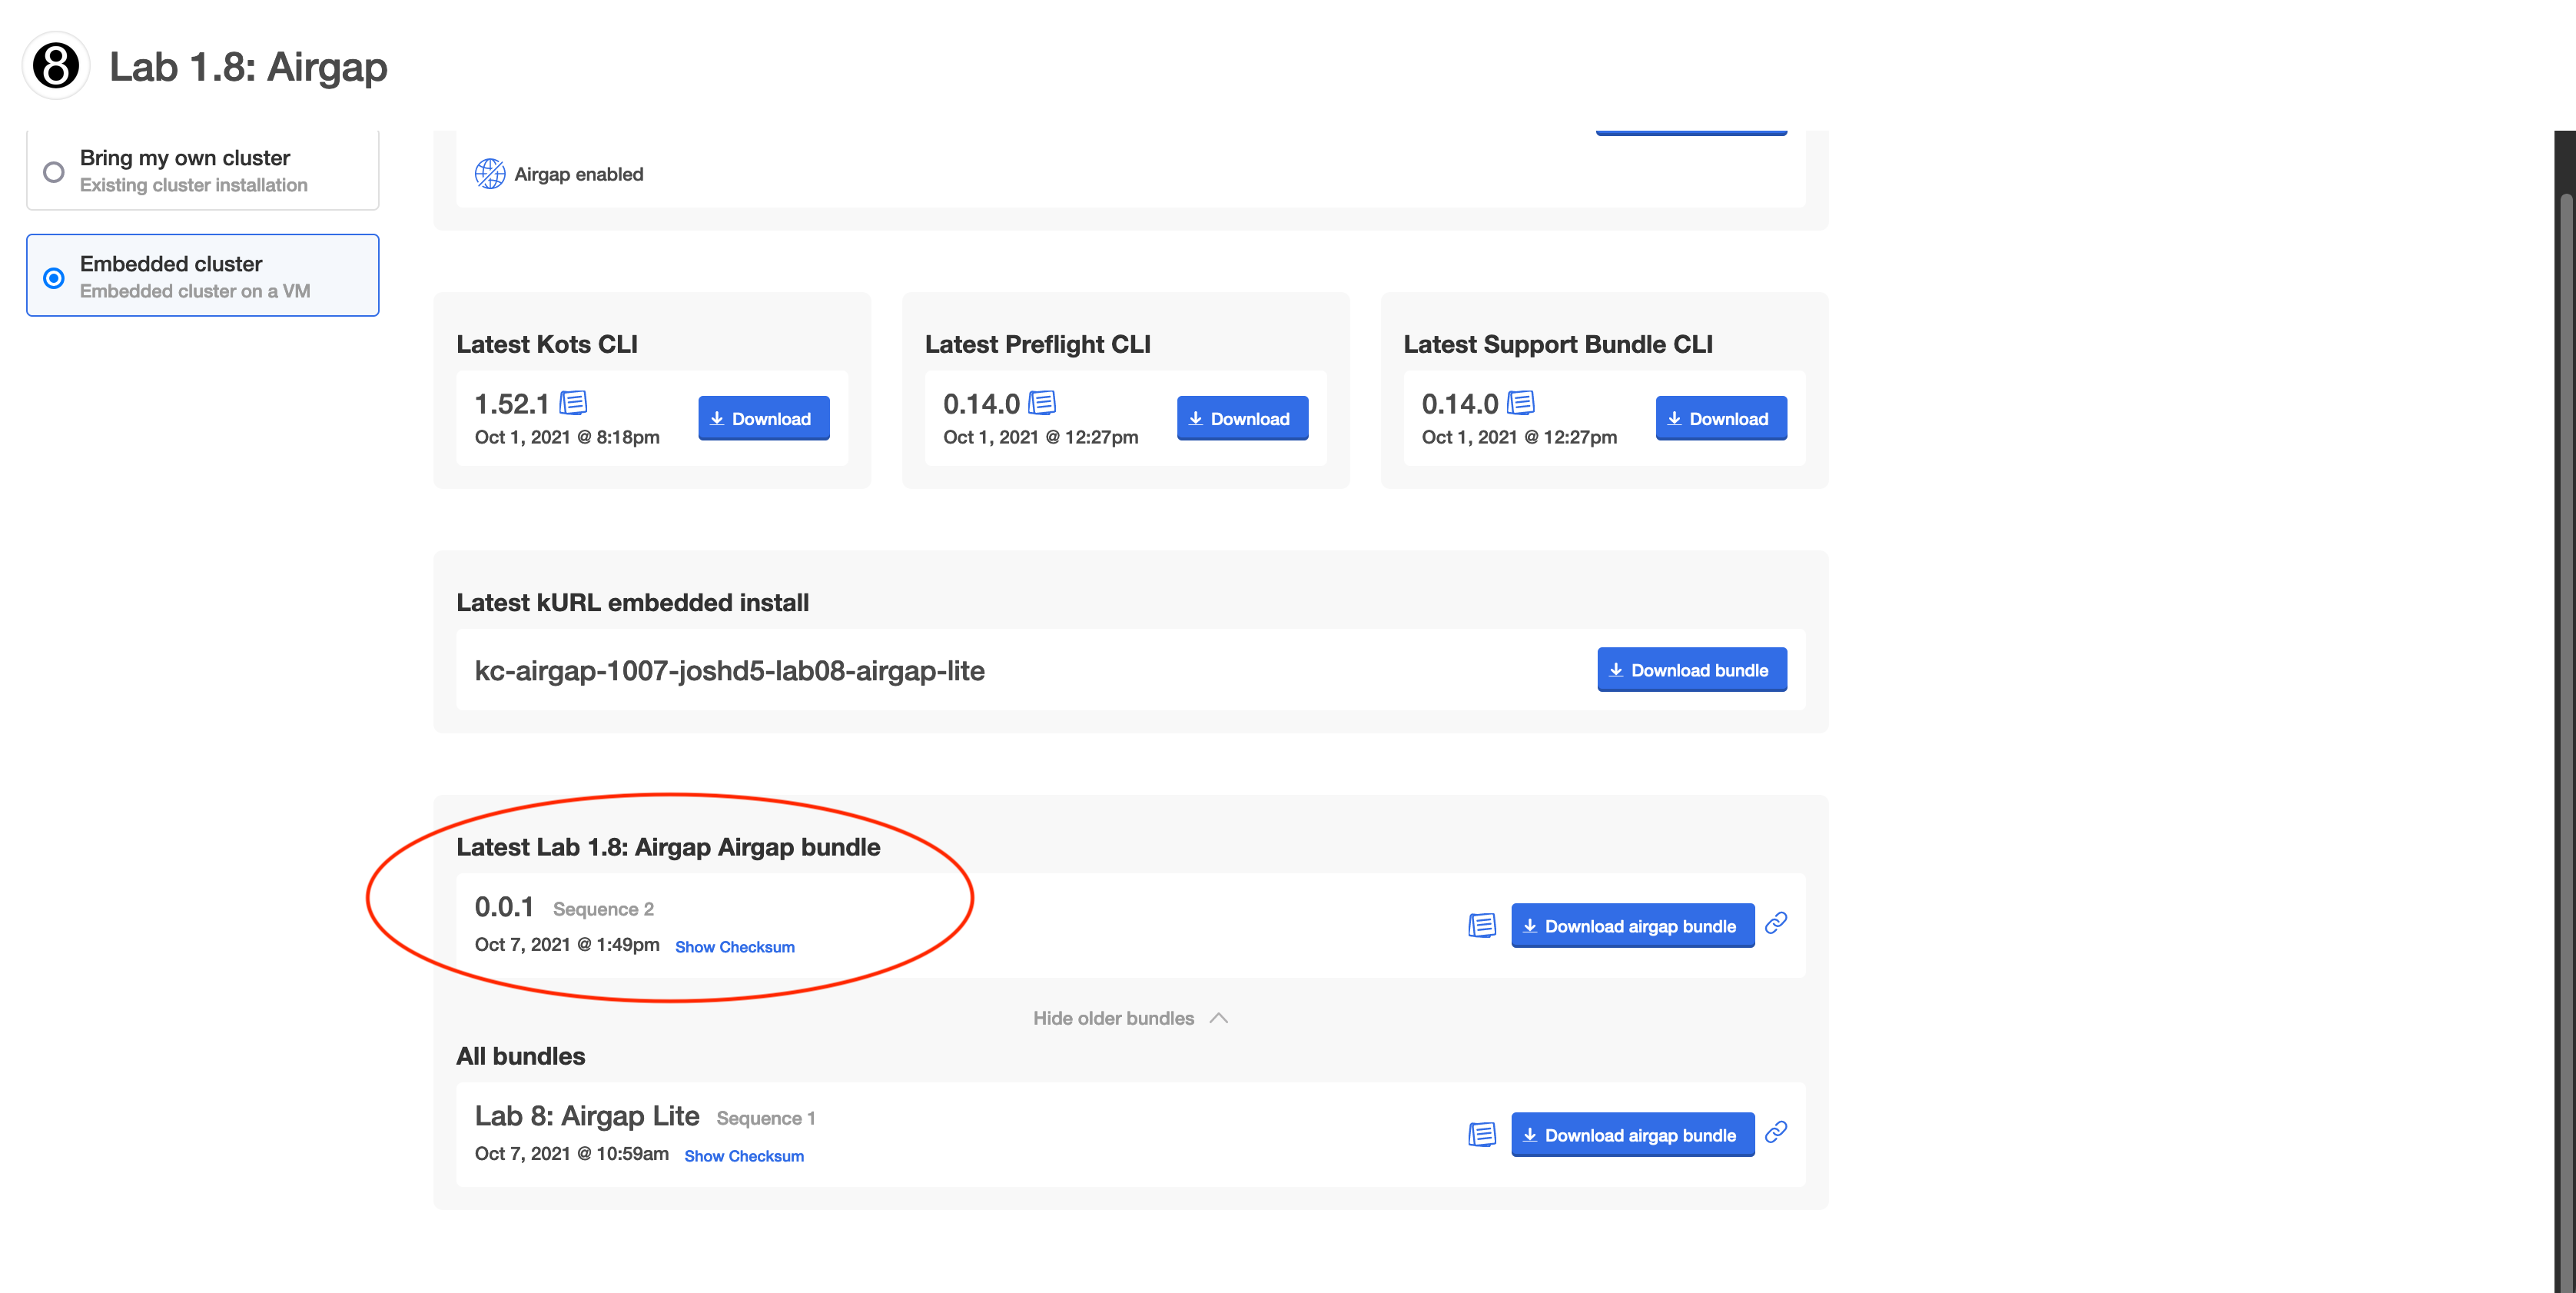 8 Lab 1.8: Airgap
Bring my own cluster
Existing cluster installation
Embedded cluster
Embedded cluster on a VM
Airgap enabled
Latest Kots CLI
1.52.1
Oct 1, 2021 @ 8:18pm
Download
Latest Preflight CLI
0.14.0
Oct 1, 2021 @ 12:27pm
Download
Latest Support Bundle CLI
0.14.0
Oct 1, 2021 @ 12:27pm
Download
Latest kURL embedded install
kc-airgap-1007-joshd5-lab08-airgap-lite
Download bundle
Latest Lab 1.8: Airgap Airgap bundle
0.0.1 Sequence 2
Oct 7, 2021 @ 1:49pm Show Checksum
Download airgap bundle
Hide older bundles
All bundles
Lab 8: Airgap Lite Sequence 1
Oct 7, 2021 @ 10:59am Show Checksum
Download airgap bundle